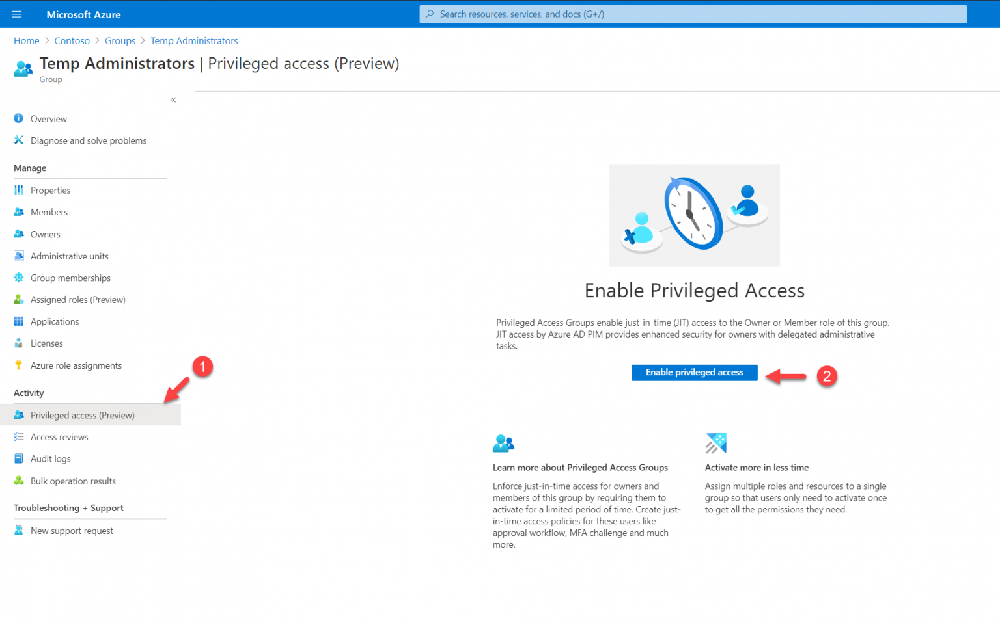 Microsoft Azure
Search resources, services, and docs (G+/)
Home > Contoso > Groups > Temp Administrators
Temp Administrators | Privileged access (Preview)
Group
«
Overview
Diagnose and solve problems
Manage
Properties
Members
Owners
Administrative units
Group memberships
Assigned roles (Preview)
Applications
Licenses
Azure role assignments
1
Activity
Privileged access (Preview)
Access reviews
Audit logs
Bulk operation results
Troubleshooting + Support
New support request
Enable Privileged Access
Privileged Access Groups enable just-in-time (JIT) access to the Owner or Member role of this group.
JIT access by Azure AD PIM provides enhanced security for owners with delegated administrative
tasks.
Enable privileged access
2
Learn more about Privileged Access Groups
Enforce just-in-time access for owners and
members of this group by requiring them to
activate for a limited period of time. Create just-
in-time access policies for these users like
approval workflow, MFA challenge and much
more.
Activate more in less time
Assign multiple roles and resources to a single
group so that users only need to activate once
to get all the permissions they need.